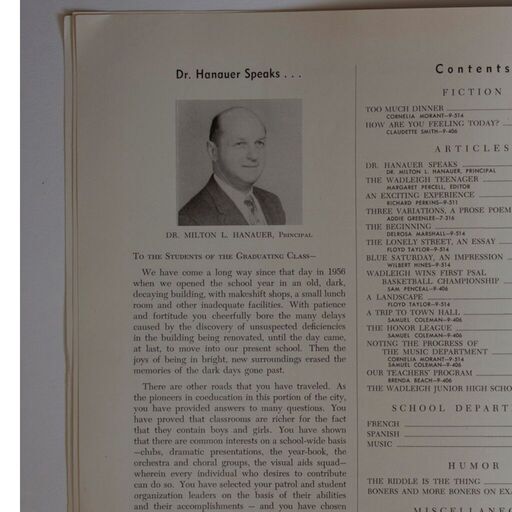 Dr. Hanauer Speaks . . .
DR. MILTON L. HANAUER, PRINCIPAL
TO THE STUDENTS OF THE GRADUATING CLASS—
We have come a long way since that day in 1956
when we opened the school year in an old, dark,
decaying building, with makeshift shops, a small lunch
room and other inadequate facilities. With patience
and fortitude you cheerfully bore the many delays
caused by the discovery of unsuspected deficiencies
in the building being renovated, until the day came,
at last, to move into our present school. Then the
joys of being in bright, new surroundings erased the
memories of the dark days gone past.
There are other roads that you have traveled. As
the pioneers in coeducation in this portion of the city,
you have provided answers to many questions. You
have proved that classrooms are richer for the fact
that they contain boys and girls. You have shown
that there are common interests on a school-wide basis
—clubs, dramatic presentations, the year-book, the
orchestra and choral groups, the visual aids squad—
wherein every individual who desires to contribute
can do so. You have selected your patrol and student
organization leaders on the basis of their abilities
and their accomplishments — and you have chosen
Contents
FICTION
TOO MUCH DINNER
CORNELIA MORANT—9-514
HOW ARE YOU FEELING TODAY?
CLAUDETTE SMITH—9-406
ARTICLES
DR. HANAUER SPEAKS
DR. MILTON L. HANAUER, PRINCIPAL
THE WADLEIGH TEENAGER
MARGARET PERCELL, EDITOR
AN EXCITING EXPERIENCE
RICHARD PERKINS—9-511
THREE VARIATIONS, A PROSE POEM
ADDIE GREENLEE—7-316
THE BEGINNING
DELROSA MARSHALL—9-514
THE LONELY STREET, AN ESSAY
FLOYD TAYLOR—9-514
BLUE SATURDAY, AN IMPRESSION
WILBERT HINES—9-514
WADLEIGH WINS FIRST PSAL
BASKETBALL CHAMPIONSHIP
SAM PENCEAL—9-406
A LANDSCAPE
FLOYD TAYLOR—9-514
A TRIP TO TOWN HALL
SAMUEL COLEMAN—9-406
THE HONOR LEAGUE
SAMUEL COLEMAN—9-406
NOTING THE PROGRESS OF
THE MUSIC DEPARTMENT
CORNELIA MORANT—9-514
SAMUEL COLEMAN—9-406
OUR TEACHERS' PROGRAM
BRENDA BEACH—9-406
THE WADLEIGH JUNIOR HIGH SCHOO
SCHOOL DEPART
FRENCH
SPANISH
MUSIC
HUMOR
THE RIDDLE IS THE THING
BONERS AND MORE BONERS ON EXA
MISCELLANE